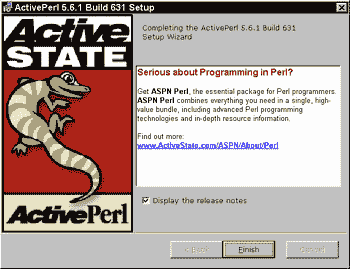 ActivePerl 5.6.1 Build 631 Setup
Active
STATE
ActivePerl
Completing the ActivePerl 5.6.1 Build 631
Setup Wizard
Serious about Programming in Perl?
Get ASPN Perl, the essential package for Perl programmers.
ASPN Perl combines everything you need in a single, high-
value bundle, including advanced Perl programming
technologies and in-depth resource information.
Find out more:
www.ActiveState.com/ASPN/About/Perl
Display the release notes
< Back
Finish
Cancel